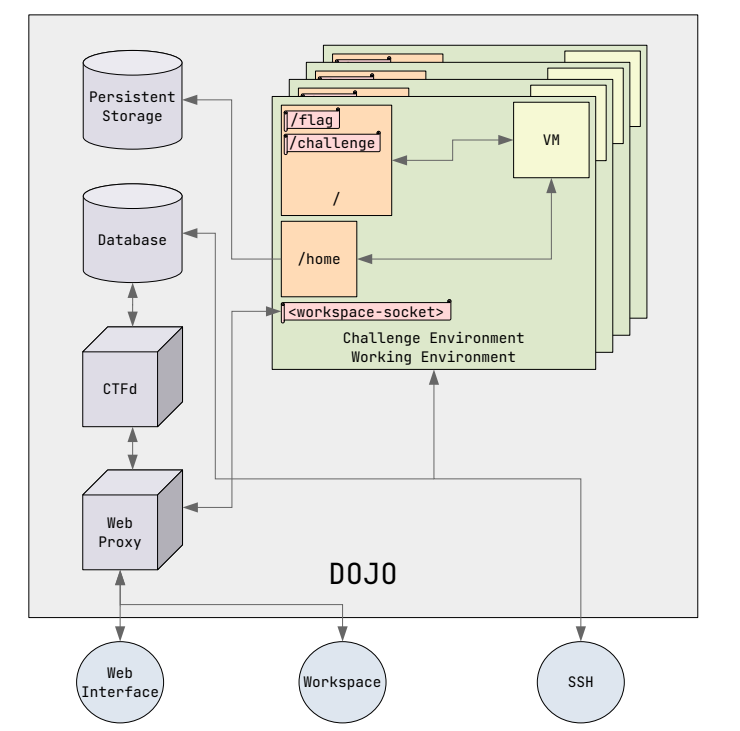 Persistent
Storage
/flag
/challenge
/
VM
Database
/home
<workspace-socket>
Challenge Environment
Working Environment
CTFd
Web
Proxy
DOJO
Web
Interface
Workspace
SSH